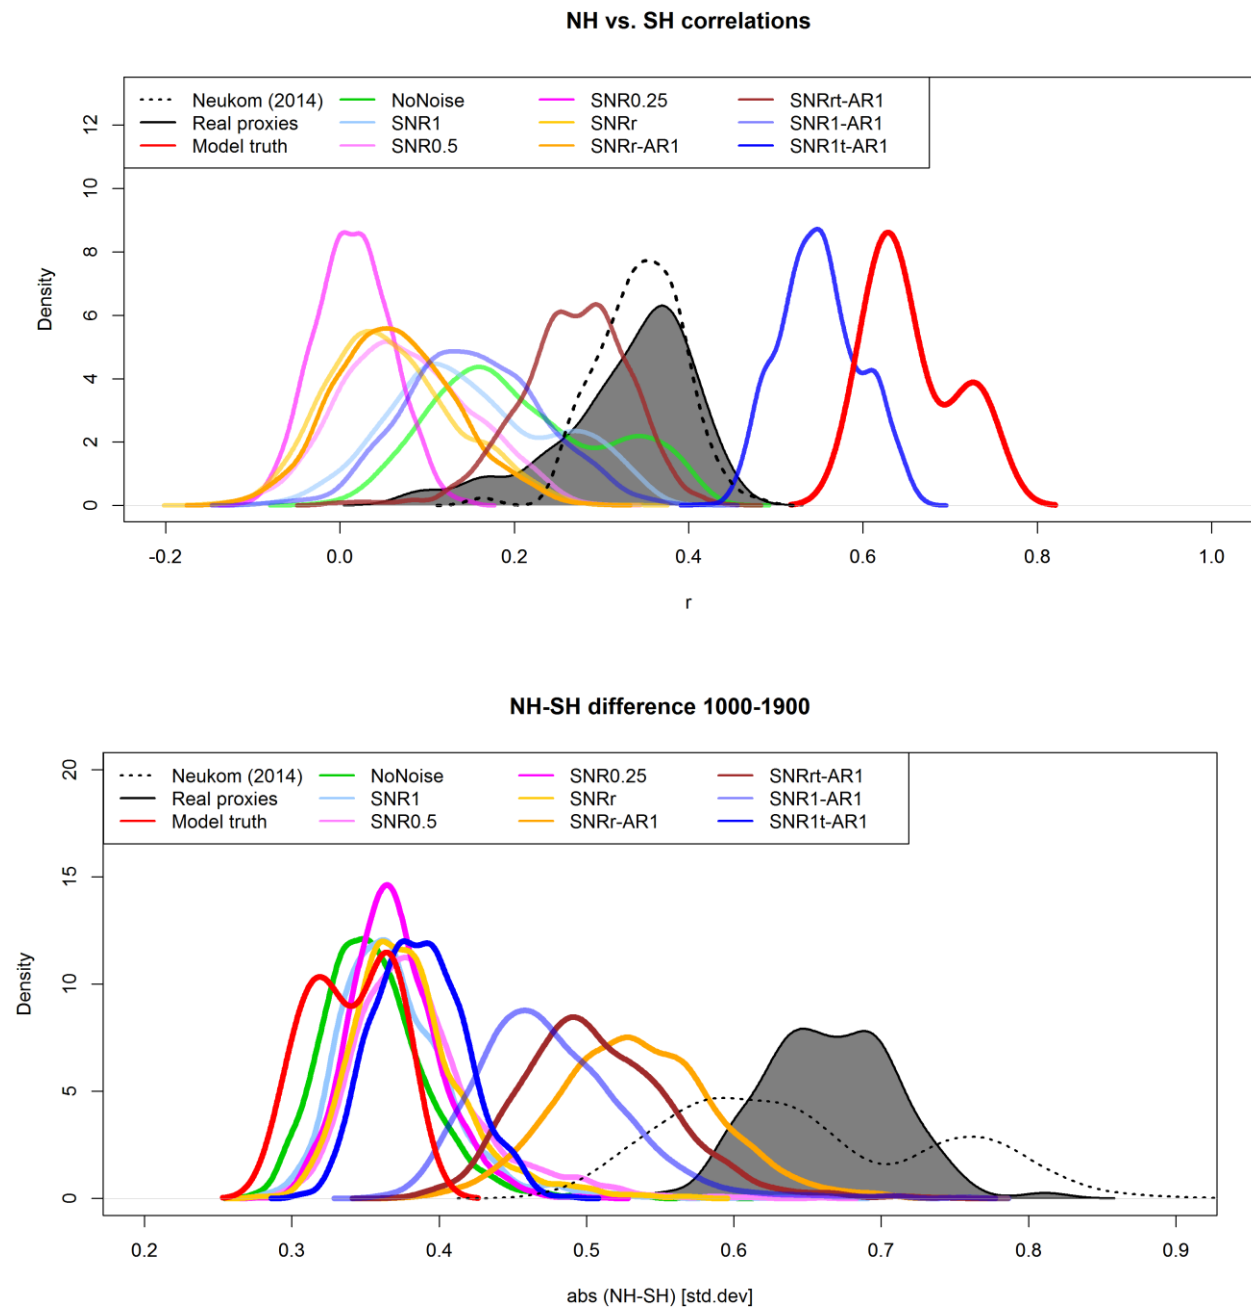 NH vs. SH correlations
Neukom (2014) NoNoise SNR0.25 SNRrt-AR1
Real proxies SNR1 SNRr SNR1-AR1
Model truth SNR0.5 SNRr-AR1 SNR1t-AR1
12
10
8
6
4
2
0
Density
-0.2 0.0 0.2 0.4 0.6 0.8 1.0
r
NH-SH difference 1000-1900
Neukom (2014) NoNoise SNR0.25 SNRrt-AR1
Real proxies SNR1 SNRr SNR1-AR1
Model truth SNR0.5 SNRr-AR1 SNR1t-AR1
20
15
10
5
0
Density
0.2 0.3 0.4 0.5 0.6 0.7 0.8 0.9
abs (NH-SH) [std.dev]